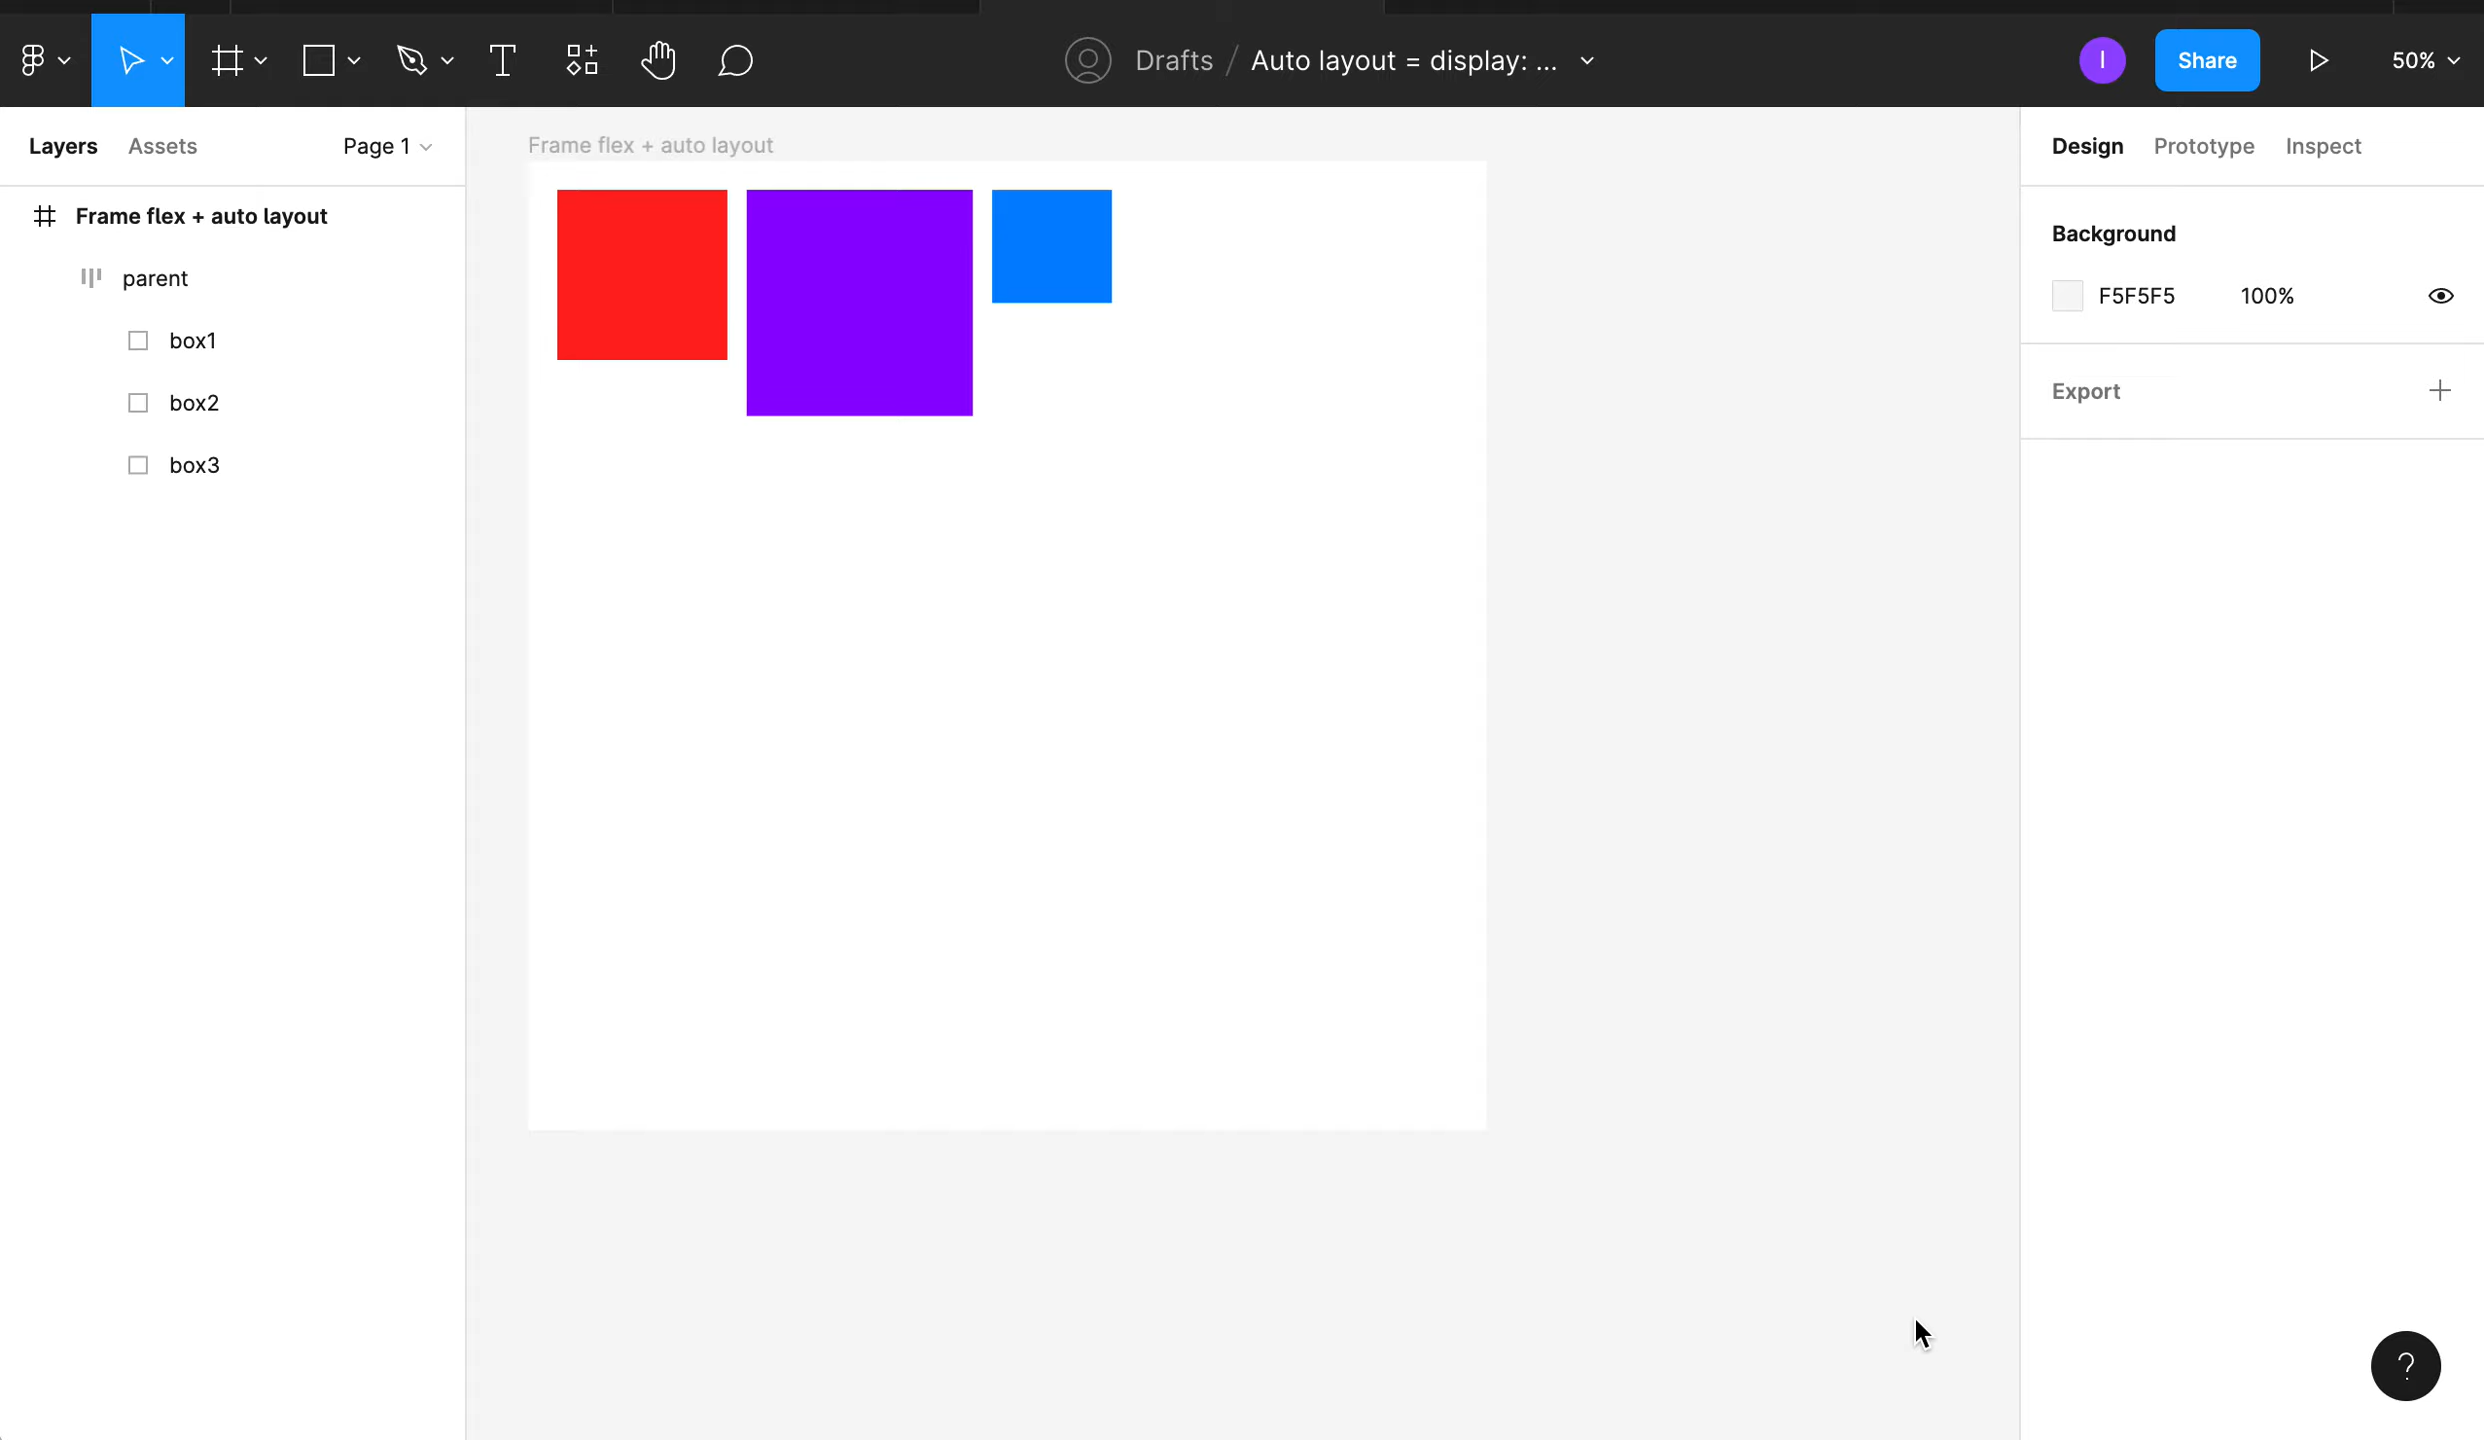 Drafts / Auto layout = display: ...
I
Share
50%
Layers
Assets
Page 1
Frame flex + auto layout
parent
box1
box2
box3
Frame flex + auto layout
Design
Prototype
Inspect
Background
F5F5F5
100%
Export
?